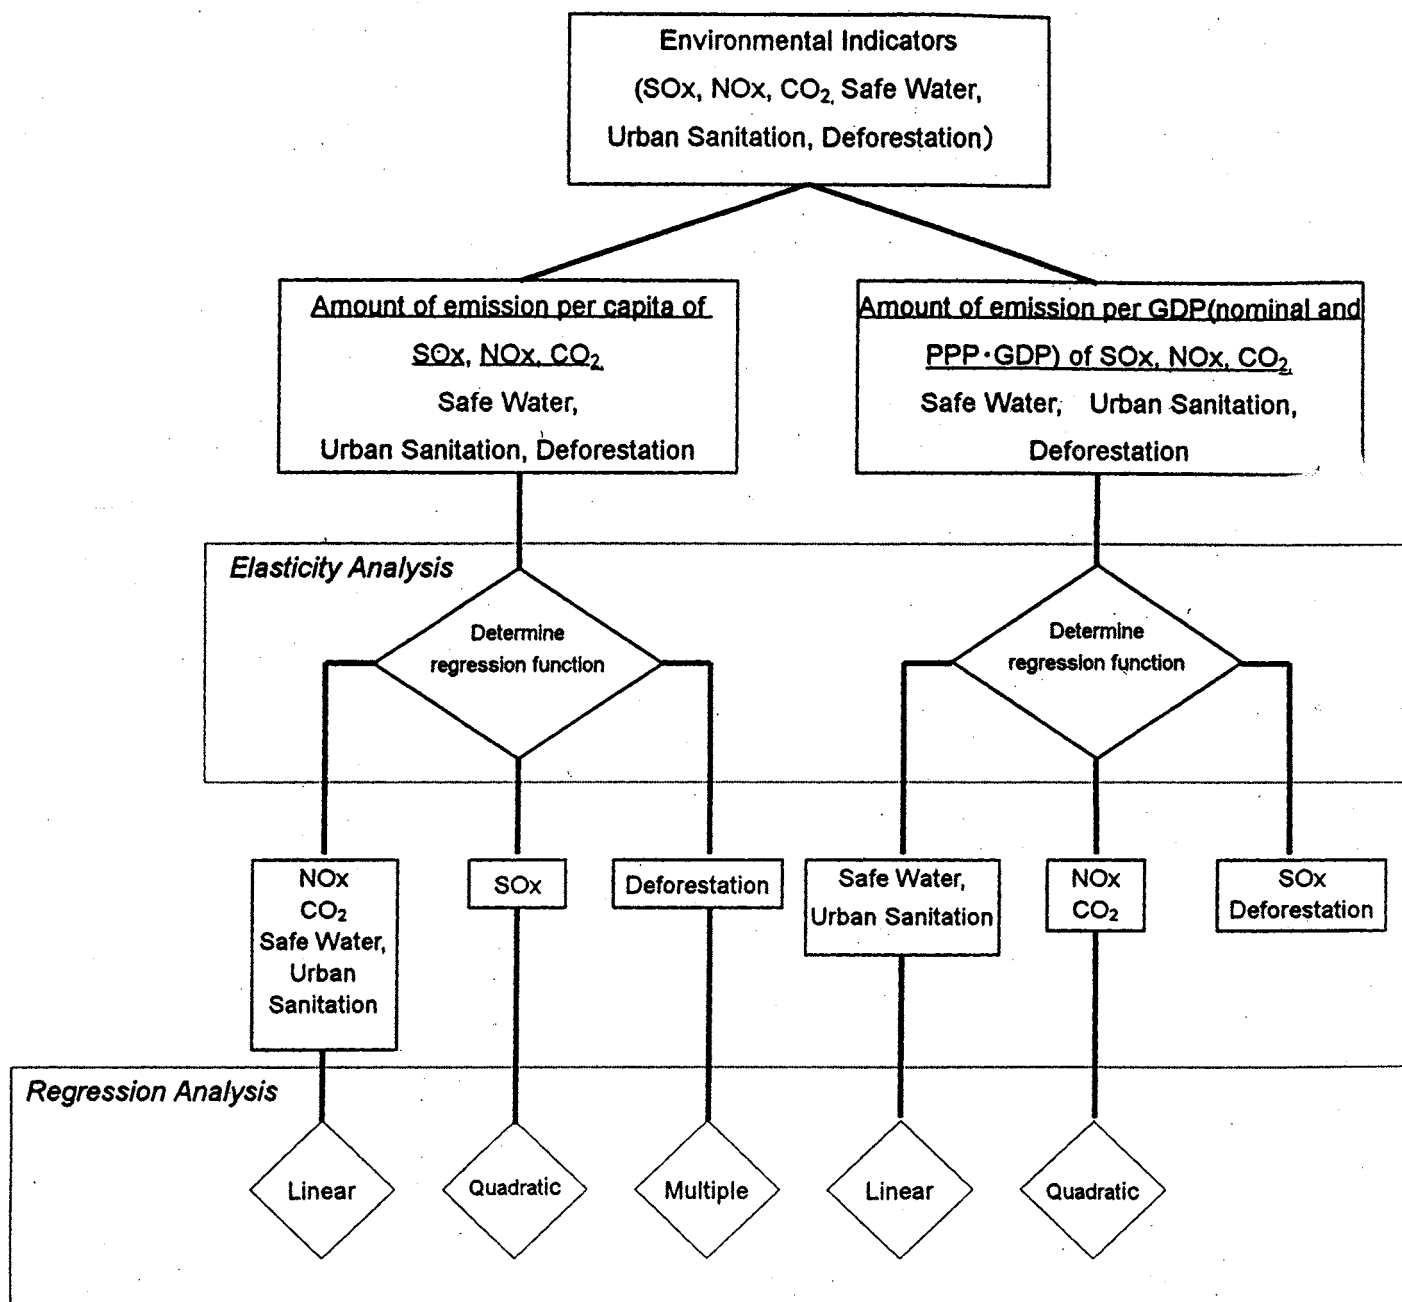 Environmental Indicators
(SOx, NOx, CO₂, Safe Water,
Urban Sanitation, Deforestation)
Amount of emission per capita of
SOx, NOx, CO₂,
Safe Water,
Urban Sanitation, Deforestation
Amount of emission per GDP(nominal and
PPP・GDP) of SOx, NOx, CO₂,
Safe Water, Urban Sanitation,
Deforestation
Elasticity Analysis
Determine
regression function
Determine
regression function
NOx
CO₂
Safe Water,
Urban
Sanitation
SOx
Deforestation
Safe Water,
Urban Sanitation
NOx
CO₂
SOx
Deforestation
Regression Analysis
Linear
Quadratic
Multiple
Linear
Quadratic